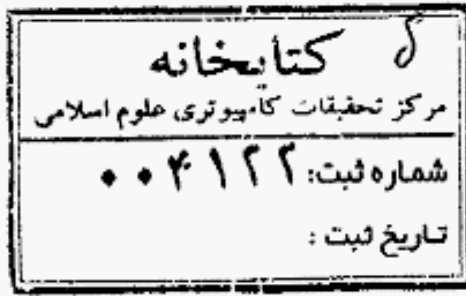 کتابخانه
مرکز تحقیقات کامپیوتری علوم اسلامی
شماره ثبت: ۰۰۴۱۲۲
تاریخ ثبت :